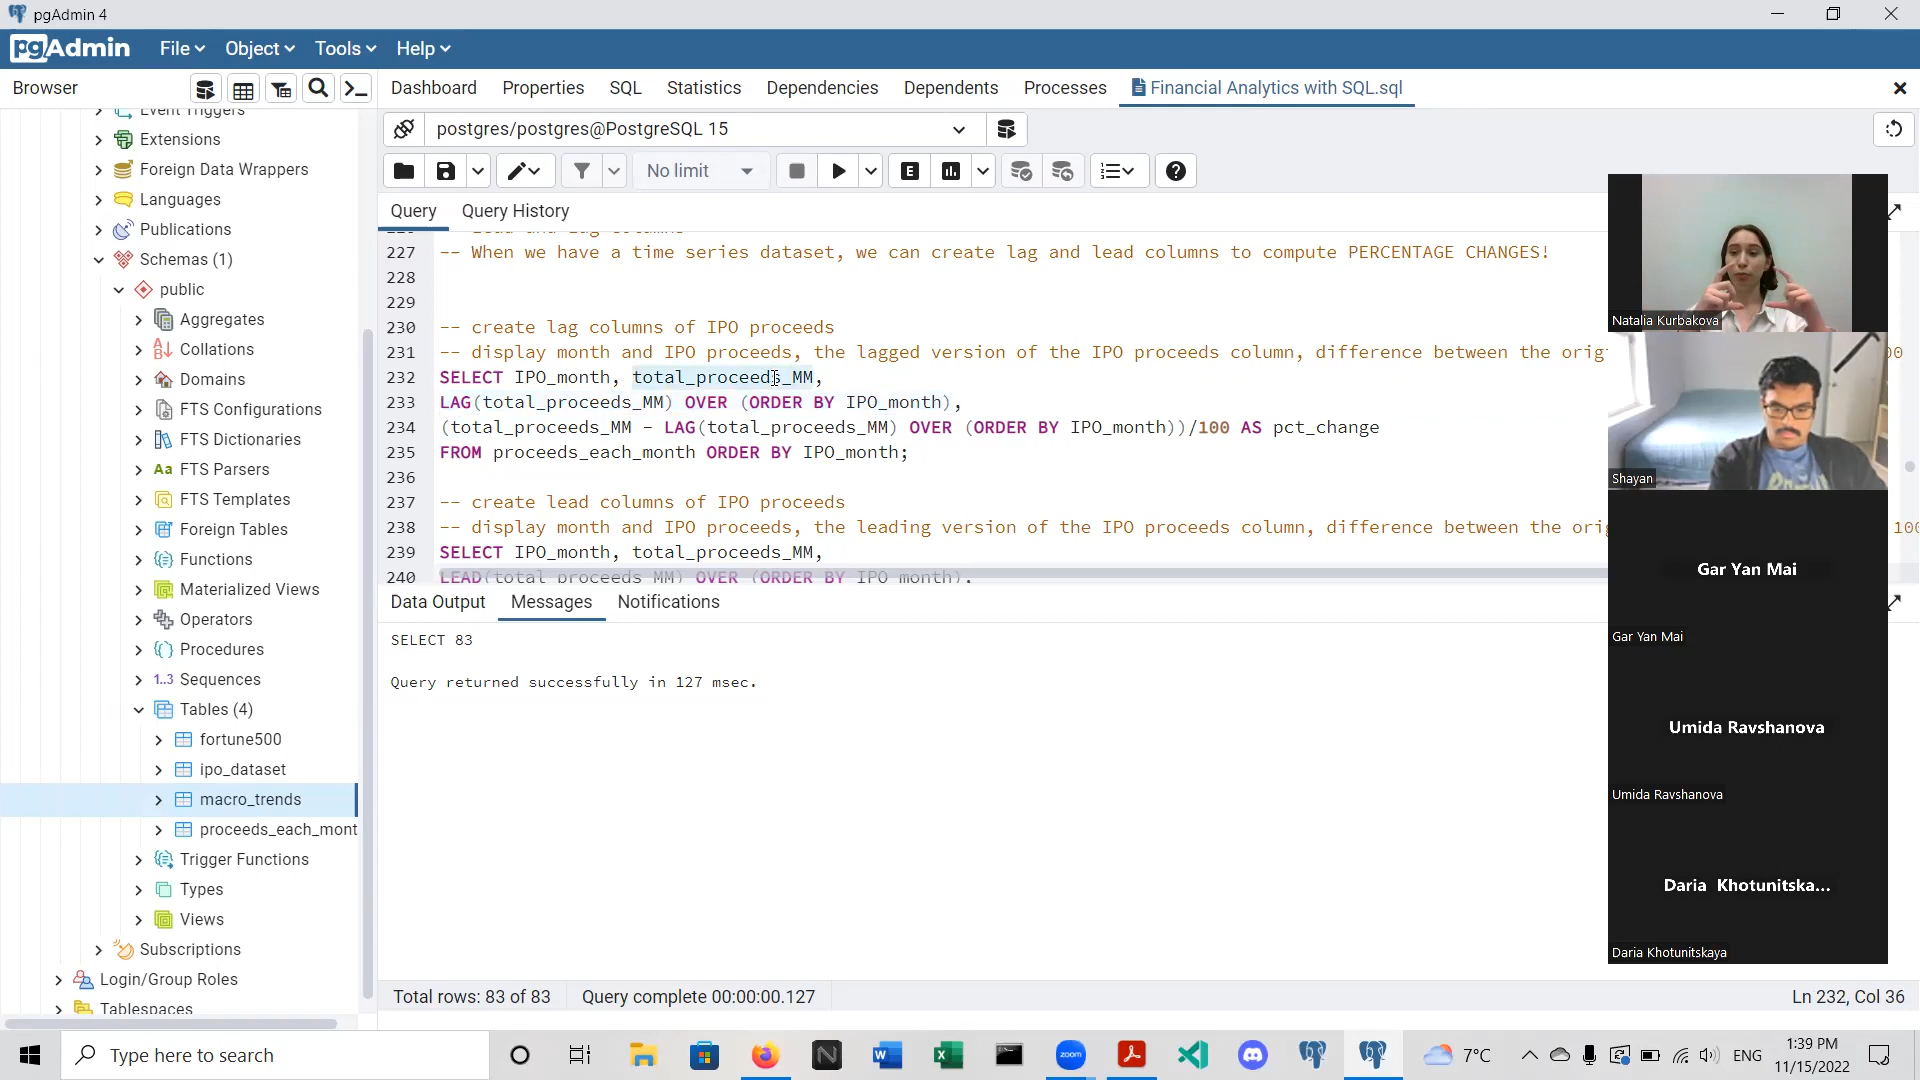 pgAdmin 4
pgAdmin
File
Object
Tools
Help
Browser
Dashboard
Properties
SQL
Statistics
Dependencies
Dependents
Processes
Financial Analytics with SQL.sql
postgres/postgres@PostgreSQL 15
No limit
Query
Query History
Event Triggers
Extensions
Foreign Data Wrappers
Languages
Publications
Schemas (1)
public
Aggregates
Collations
Domains
FTS Configurations
FTS Dictionaries
Aa FTS Parsers
FTS Templates
Foreign Tables
Functions
Materialized Views
Operators
Procedures
1..3 Sequences
Tables (4)
fortune500
ipo_dataset
macro_trends
proceeds_each_mont
Trigger Functions
Types
Views
Subscriptions
Login/Group Roles
Tablespaces
227 -- When we have a time series dataset, we can create lag and lead columns to compute PERCENTAGE CHANGES!
228
229
230 -- create lag columns of IPO proceeds
231 -- display month and IPO proceeds, the lagged version of the IPO proceeds column, difference between the orig 00
232 SELECT IPO_month, total_proceeds_MM,
233 LAG(total_proceeds_MM) OVER (ORDER BY IPO_month),
234 (total_proceeds_MM - LAG(total_proceeds_MM) OVER (ORDER BY IPO_month))/100 AS pct_change
235 FROM proceeds_each_month ORDER BY IPO_month;
236
237 -- create lead columns of IPO proceeds
238 -- display month and IPO proceeds, the leading version of the IPO proceeds column, difference between the orig 100
239 SELECT IPO_month, total_proceeds_MM,
240 LEAD(total_proceeds_MM) OVER (ORDER BY IPO_month),
Data Output
Messages
Notifications
SELECT 83
Query returned successfully in 127 msec.
Total rows: 83 of 83
Query complete 00:00:00.127
Ln 232, Col 36
Natalia Kurbakova
Shayan
Gar Yan Mai
Gar Yan Mai
Umida Ravshanova
Umida Ravshanova
Daria Khotunitska...
Daria Khotunitskaya
Type here to search
zoom
7°C
ENG
1:39 PM
11/15/2022